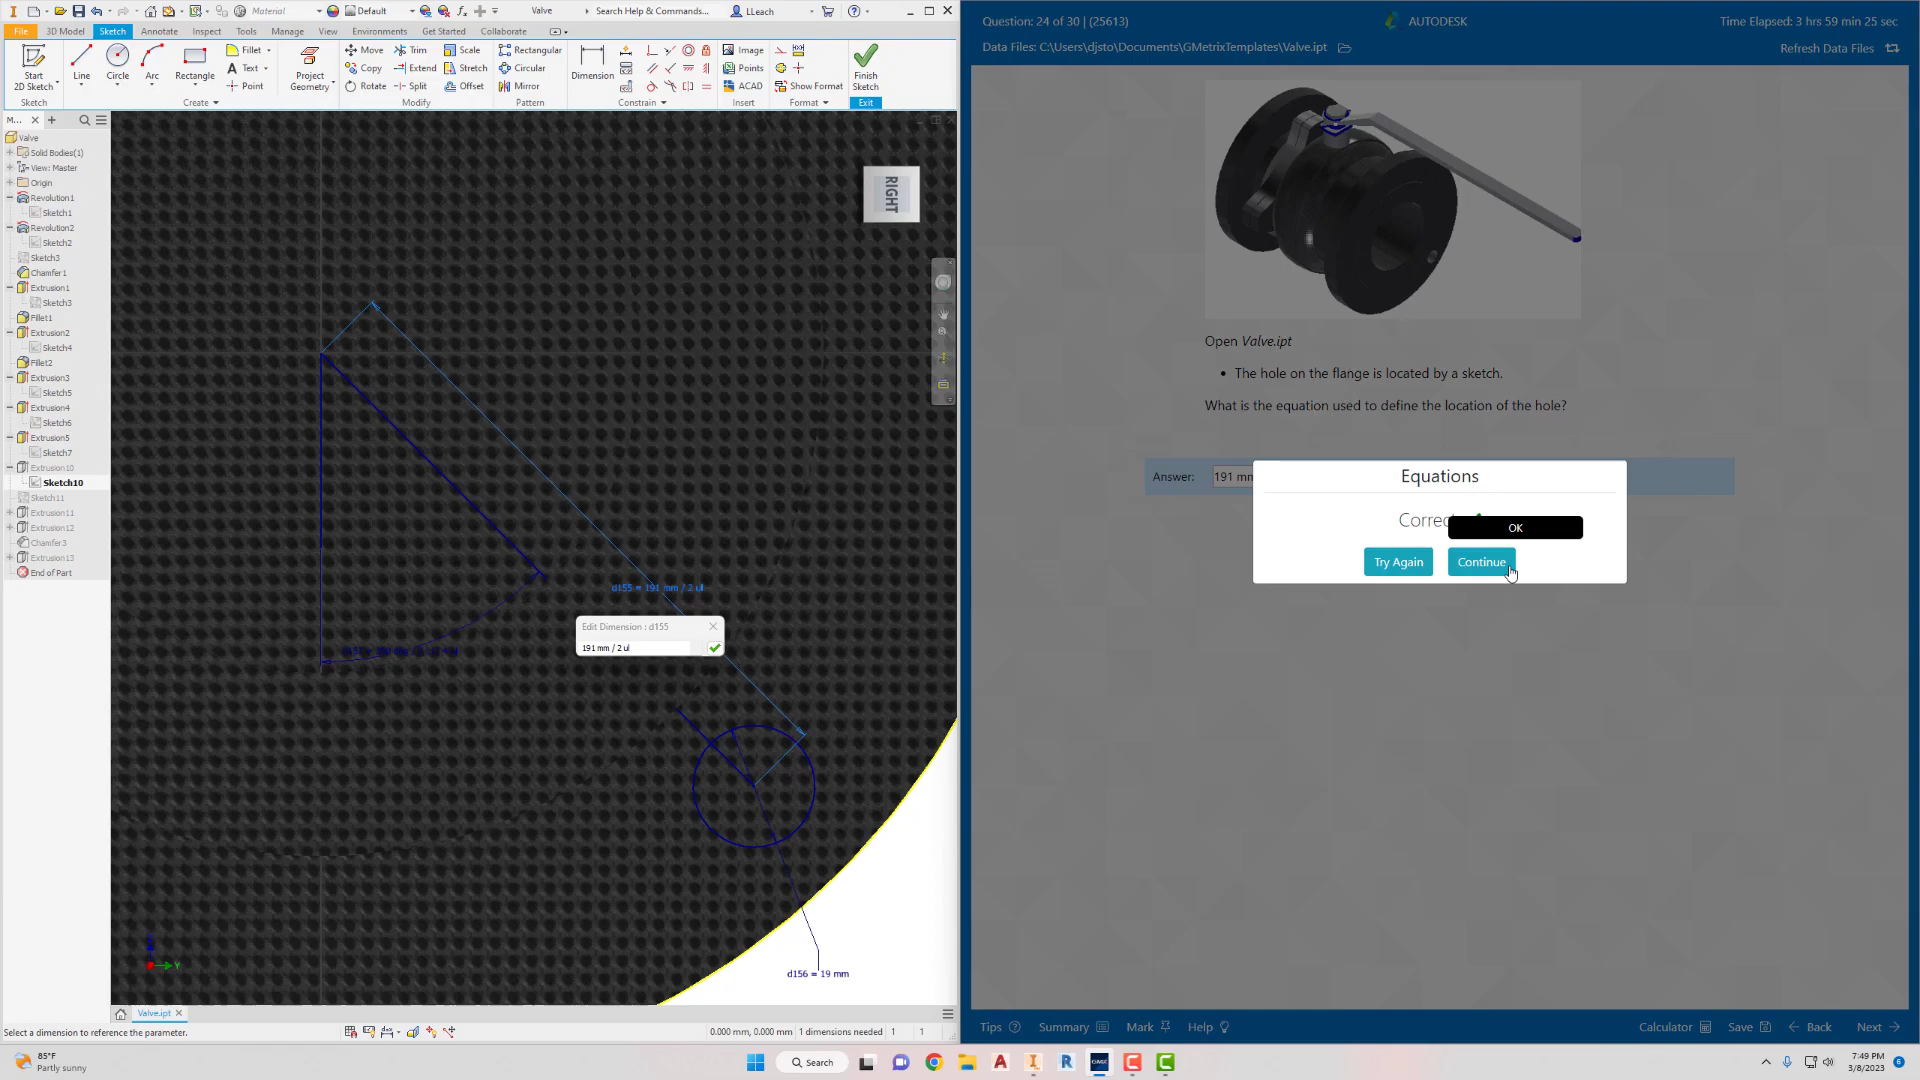 Material
Default
Valve
Search Help & Commands...
LLeach
File
3D Model
Sketch
Annotate
Inspect
Tools
Manage
View
Environments
Get Started
Collaborate
Start
2D Sketch
Line
Circle
Arc
Rectangle
Fillet
Text
Point
Project
Geometry
Move
Copy
Rotate
Trim
Extend
Split
Scale
Stretch
Offset
Rectangular
Circular
Mirror
Dimension
Image
Points
ACAD
Show Format
Finish
Sketch
Sketch
Create
Modify
Pattern
Constrain
Insert
Format
Exit
M...
Valve
Solid Bodies(1)
View: Master
Origin
Revolution1
Sketch1
Revolution2
Sketch2
Sketch3
Chamfer1
Extrusion1
Sketch3
Fillet1
Extrusion2
Sketch4
Fillet2
Extrusion3
Sketch5
Extrusion4
Sketch6
Extrusion5
Sketch7
Extrusion10
Sketch10
Sketch11
Extrusion11
Extrusion12
Chamfer3
Extrusion13
End of Part
RIGHT
d155 = 191 mm / 2 ul
Edit Dimension : d155
191 mm / 2 ul
d156 = 19 mm
Y
Valve.ipt
Select a dimension to reference the parameter.
0.000 mm, 0.000 mm
1 dimensions needed
1
1
Question: 24 of 30 | (25613)
AUTODESK
Time Elapsed: 3 hrs 59 min 25 sec
Data Files: C:\Users\djsto\Documents\GMetrixTemplates\Valve.ipt
Refresh Data Files
Open Valve.ipt
• The hole on the flange is located by a sketch.
What is the equation used to define the location of the hole?
Answer:
191 mm
Equations
Correct
OK
Try Again
Continue
Tips
Summary
Mark
Help
Calculator
Save
Back
Next
85°F
Partly sunny
Search
7:49 PM
3/8/2023
6